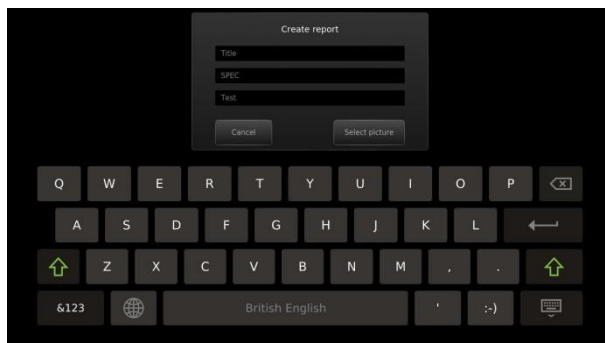 Create report
Title
SPEC
Test
Cancel Select picture
Q W E R T Y U I O P
A S D F G H J K L
Z X C V B N M , .
&123 British English ' :-)